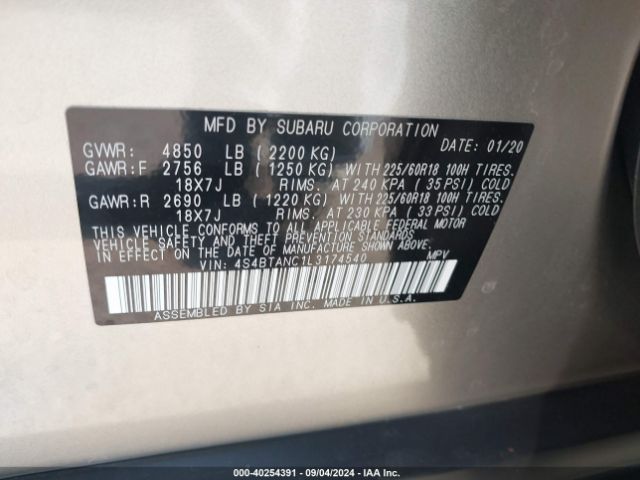 MFD BY SUBARU CORPORATION DATE: 01/20
GVWR: 4850 LB (2200 KG)
GAWR:F 2756 LB (1250 KG) WITH 225/60R18 100H TIRES.
18X7J RIMS. AT 240 KPA (35 PSI) COLD
GAWR:R 2690 LB (1220 KG) WITH 225/60R18 100H TIRES.
18X7J RIMS. AT 230 KPA (33 PSI) COLD
THIS VEHICLE CONFORMS TO ALL APPLICABLE FEDERAL MOTOR
VEHICLE SAFETY, BUMPER, AND THEFT PREVENTION STANDARDS
IN EFFECT ON THE DATE OF MANUFACTURE SHOWN ABOVE.
VIN: 4S4BTANC1L3174540 MPV
ASSEMBLED BY SIA INC. MADE IN U.S.A.
000-40254391 - 09/04/2024 - IAA Inc.